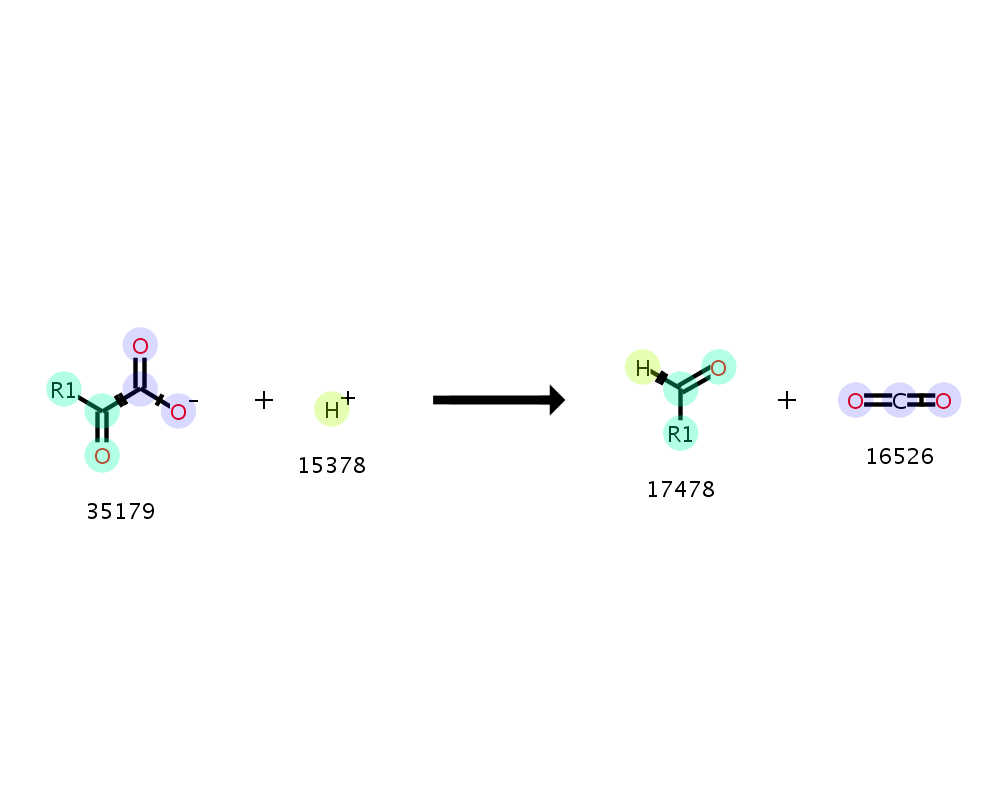 O
R1 O⁻ + H⁺ H O + O C O
O R1
35179 15378 17478 16526